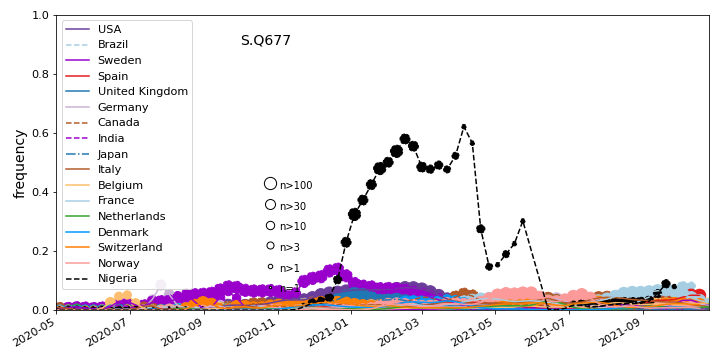 S.Q677
frequency
1.0
0.8
0.6
0.4
0.2
0.0
USA
Brazil
Sweden
Spain
United Kingdom
Germany
Canada
India
Japan
Italy
Belgium
France
Netherlands
Denmark
Switzerland
Norway
Nigeria
n>100
n>30
n>10
n>3
n>1
2020-05
2020-07
2020-09
2020-11
2021-01
2021-03
2021-05
2021-07
2021-09